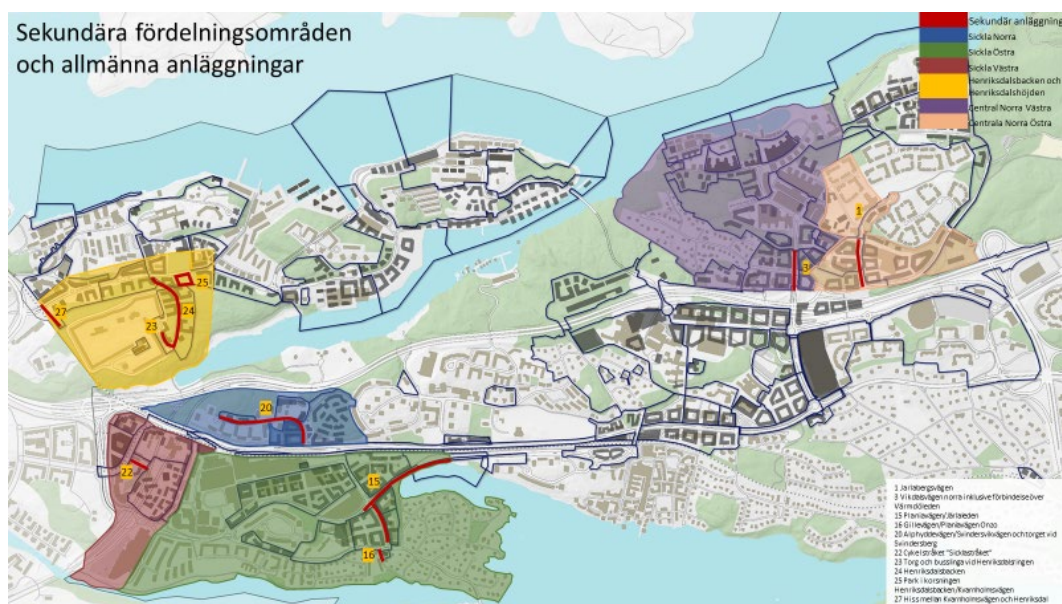 Sekundära fördelningsområden
och allmänna anläggningar
Sekundär anläggning
Sickla Norra
Sickla Östra
Sickla Västra
Henriksdalsbacken och
Henriksdalshöjden
Central Norra Västra
Centrala Norra Östra
1
3
25
27
24
23
20
22
15
16
1 Jarlabergsvägen
3 Vikdalsvägen norra inklusive förbindelse över
Värmdöleden
15 Planiavägen/Järlaleden
16 Gillevägen/Planiavägen
20 Alphyddevägen/Svindersviksvägen och torget vid
Svindersberg
22 Cykelstråket "Sicklastråket"
23 Torg och busslinga vid Henriksdalsringen
24 Henriksdalsbacken
25 Park i korsningen
Henriksdalsbacken/Kvarnholmsvägen
27 Hiss mellan Kvarnholmsvägen och Henriksdal